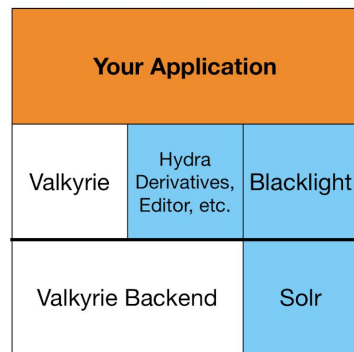 Your Application
Valkyrie
Hydra
Derivatives,
Editor, etc.
Blacklight
Valkyrie Backend
Solr